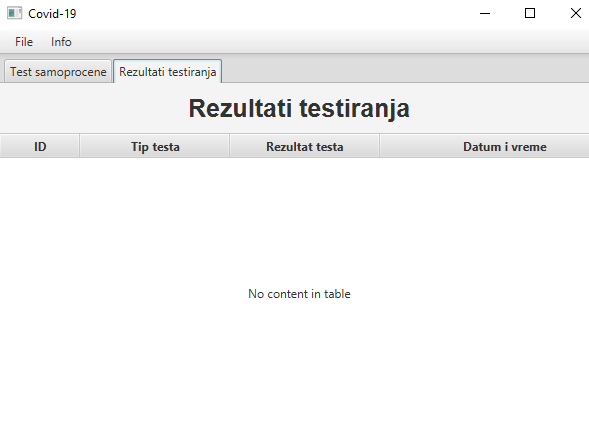 Covid-19
File Info
Test samoprocene Rezultati testiranja
Rezultati testiranja
ID Tip testa Rezultat testa Datum i vreme
No content in table